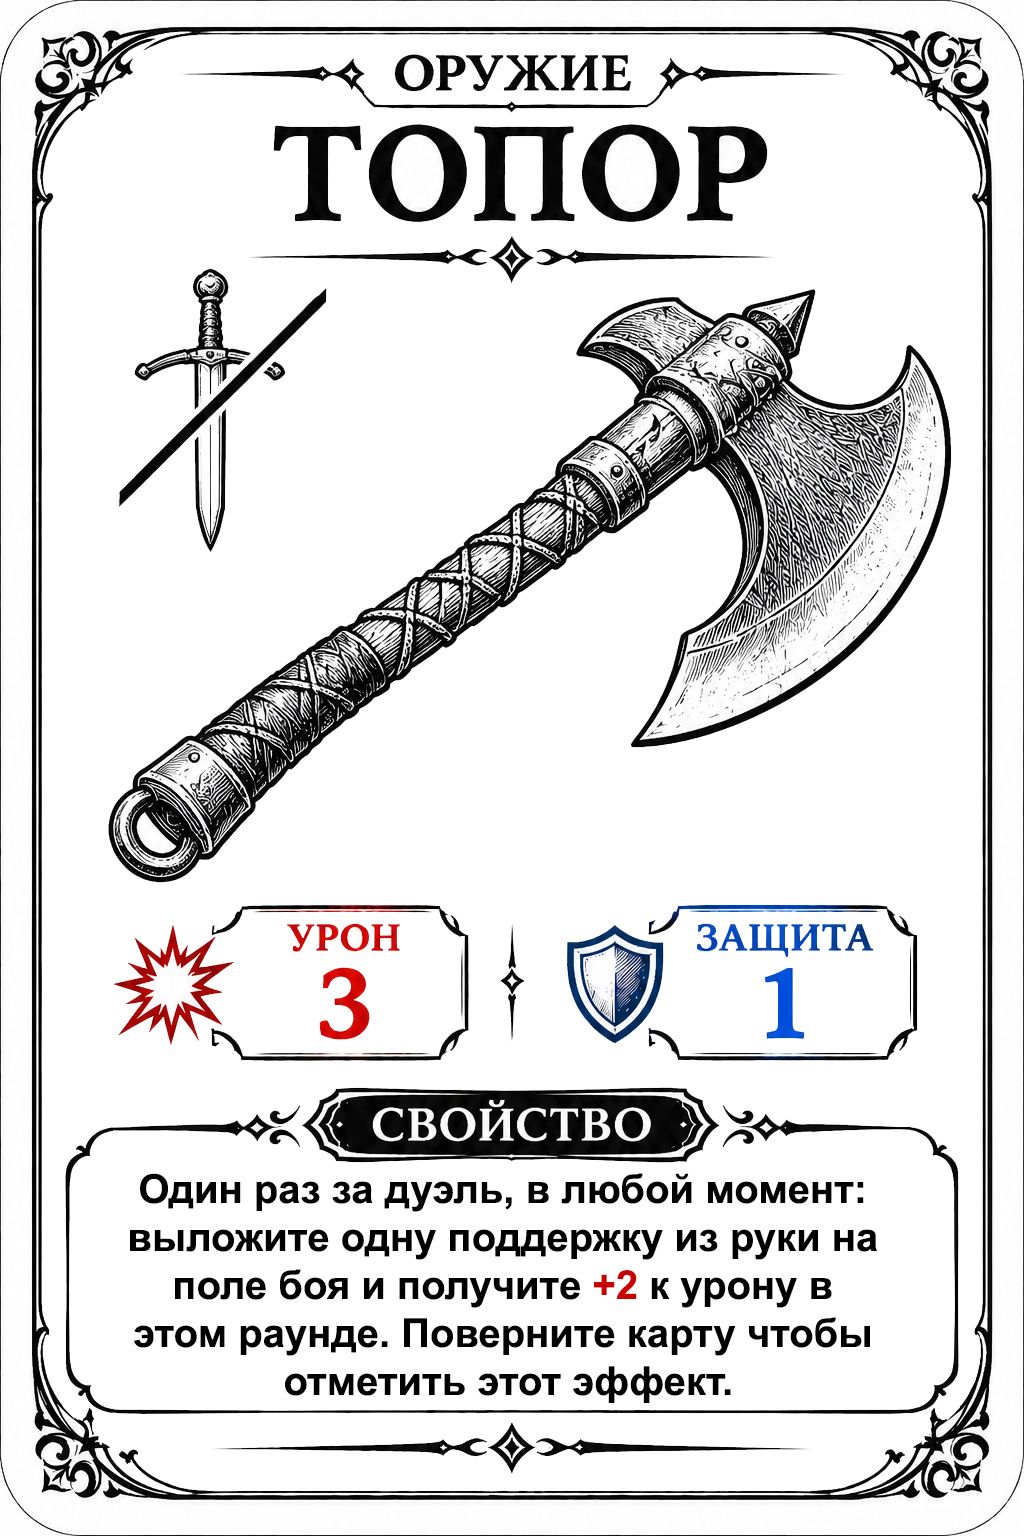 ОРУЖИЕ
ТОПОР
УРОН
3
ЗАЩИТА
1
СВОЙСТВО
Один раз за дуэль, в любой момент:
выложите одну поддержку из руки на
поле боя и получите +2 к урону в
этом раунде. Поверните карту чтобы
отметить этот эффект.